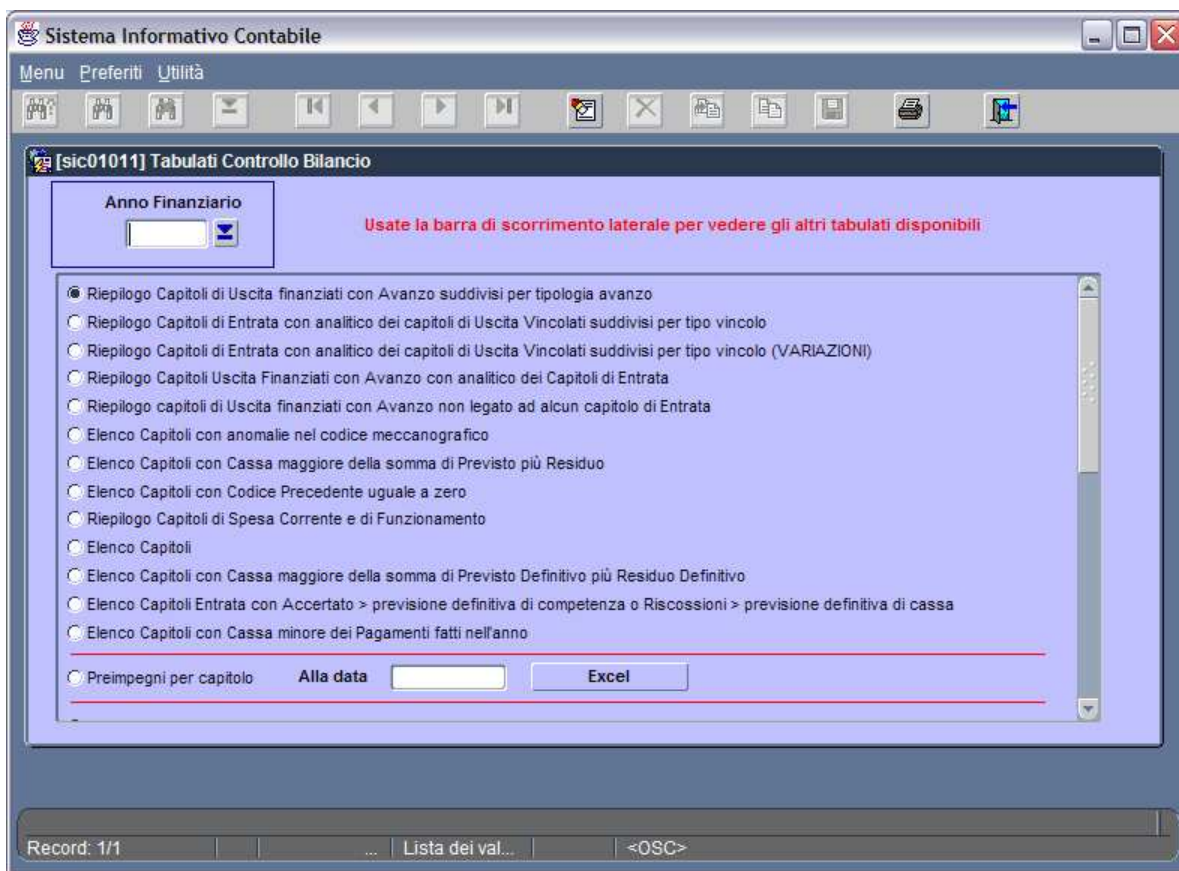 Sistema Informativo Contabile
Menu Preferiti Utilità
[sic01011] Tabulati Controllo Bilancio
Anno Finanziario
Usate la barra di scorrimento laterale per vedere gli altri tabulati disponibili
Riepilogo Capitoli di Uscita finanziati con Avanzo suddivisi per tipologia avanzo
Riepilogo Capitoli di Entrata con analitico dei capitoli di Uscita Vincolati suddivisi per tipo vincolo
Riepilogo Capitoli di Entrata con analitico dei capitoli di Uscita Vincolati suddivisi per tipo vincolo (VARIAZIONI)
Riepilogo Capitoli Uscita Finanziati con Avanzo con analitico dei Capitoli di Entrata
Riepilogo capitoli di Uscita finanziati con Avanzo non legato ad alcun capitolo di Entrata
Elenco Capitoli con anomalie nel codice meccanografico
Elenco Capitoli con Cassa maggiore della somma di Previsto più Residuo
Elenco Capitoli con Codice Precedente uguale a zero
Riepilogo Capitoli di Spesa Corrente e di Funzionamento
Elenco Capitoli
Elenco Capitoli con Cassa maggiore della somma di Previsto Definitivo più Residuo Definitivo
Elenco Capitoli Entrata con Accertato > previsione definitiva di competenza o Riscossioni > previsione definitiva di cassa
Elenco Capitoli con Cassa minore dei Pagamenti fatti nell'anno
Preimpegni per capitolo Alla data Excel
Record: 1/1 ... Lista dei val... <OSC>